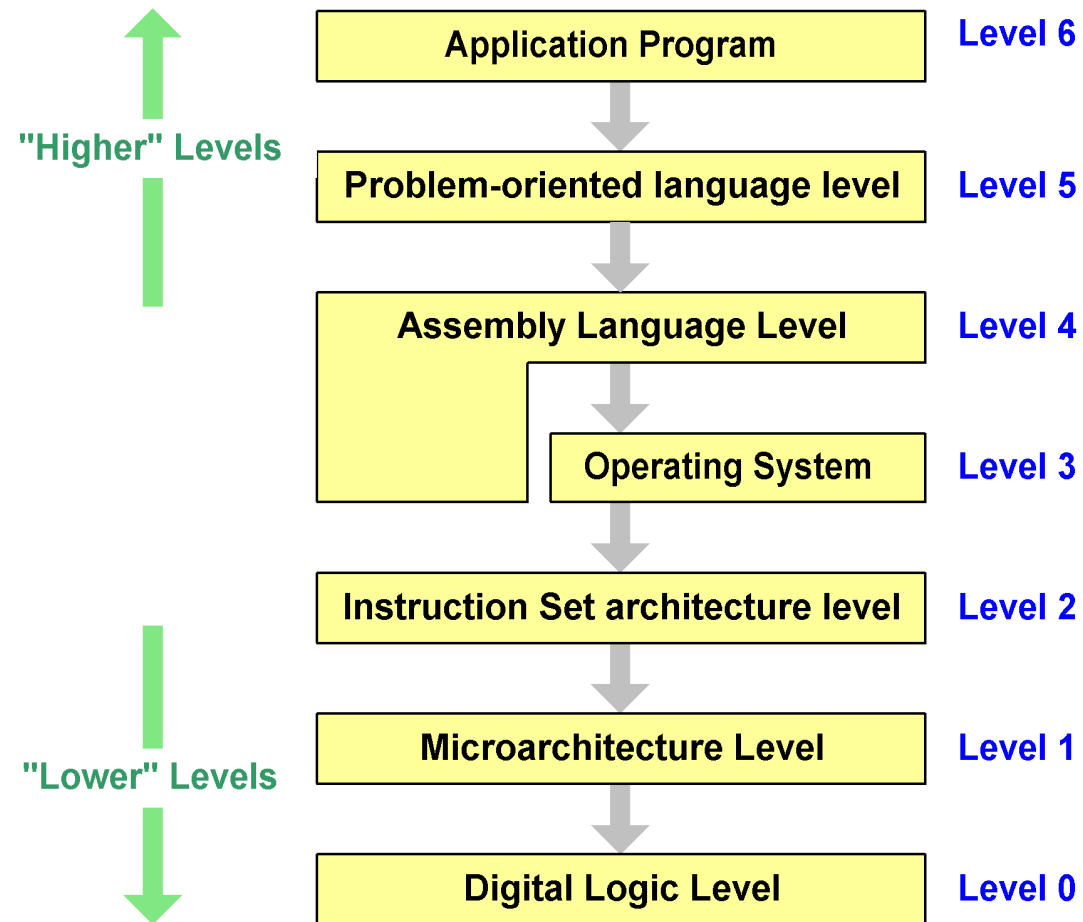 Application Program
Level 6
"Higher" Levels
Problem-oriented language level
Level 5
Assembly Language Level
Level 4
Operating System
Level 3
Instruction Set architecture level
Level 2
Microarchitecture Level
Level 1
"Lower" Levels
Digital Logic Level
Level 0